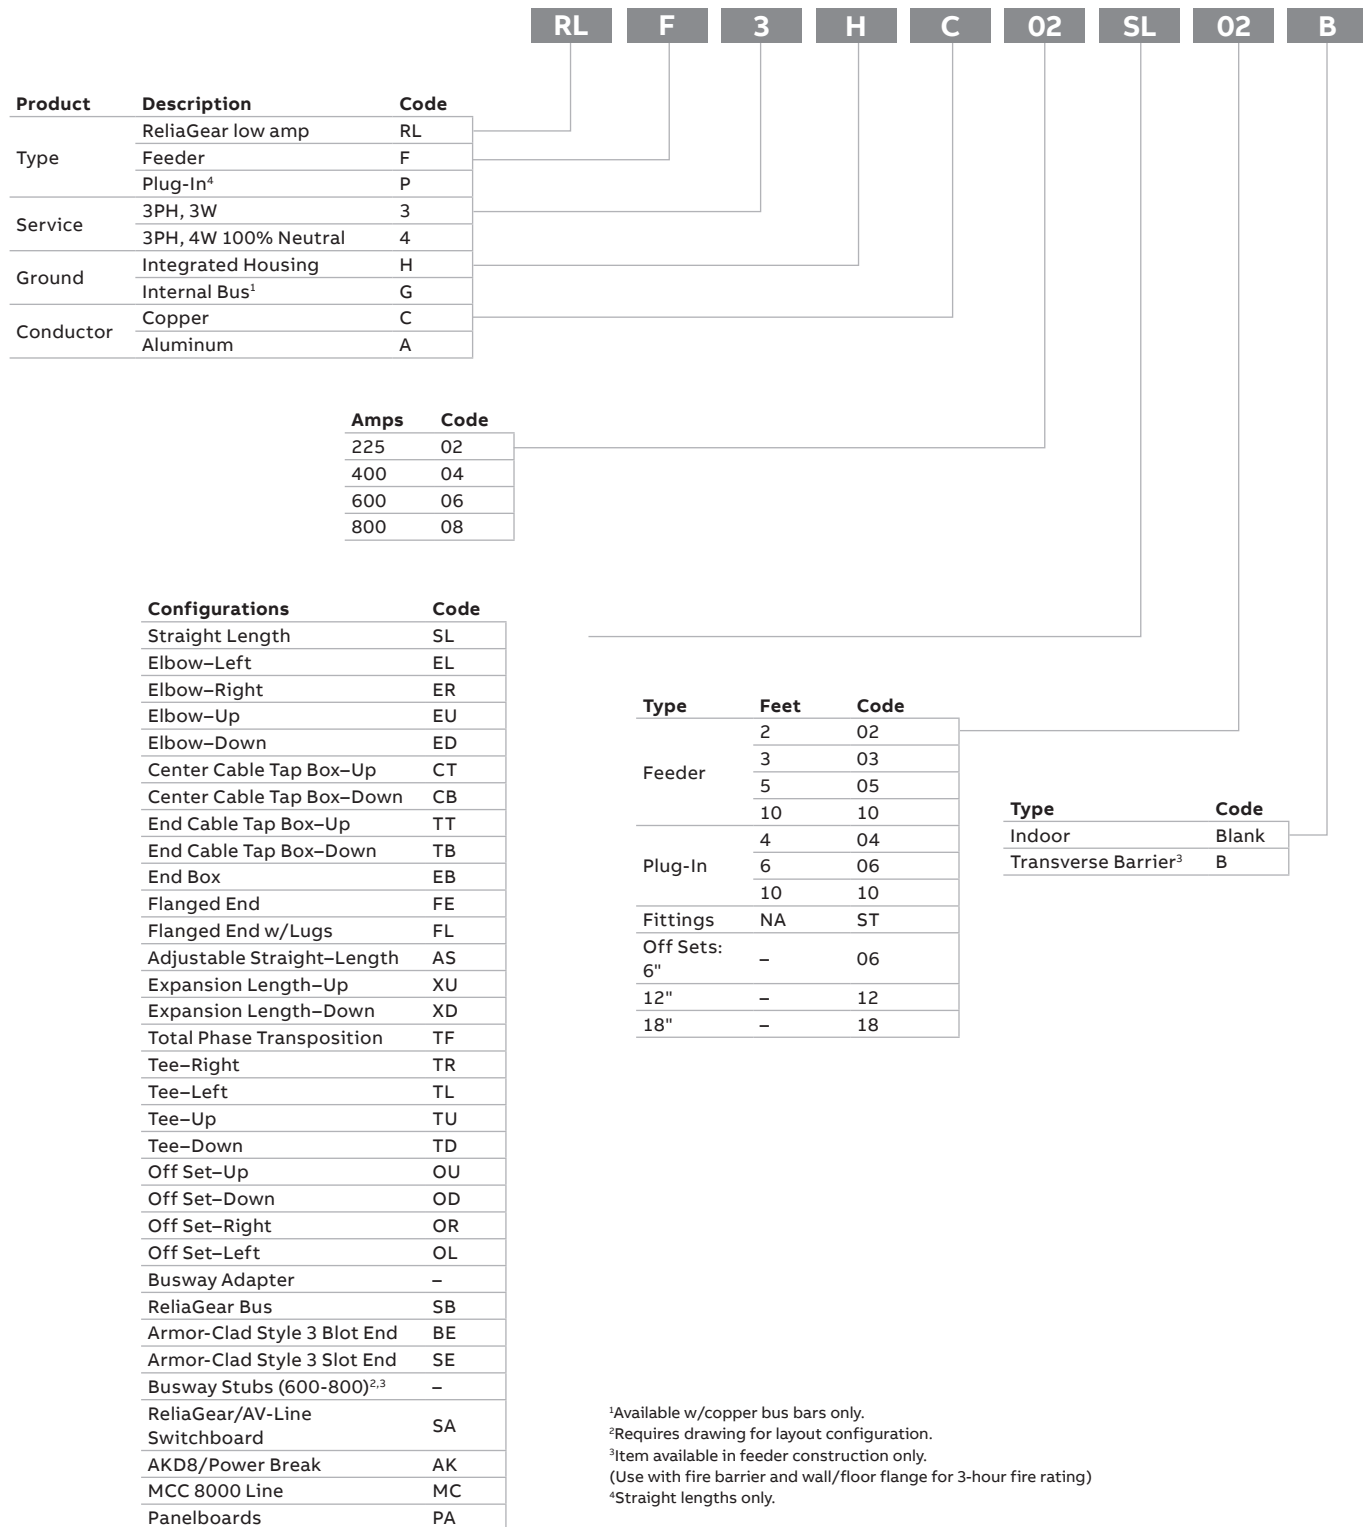 RL F 3 H C 02 SL 02 B
Product Description Code
Type
ReliaGear low amp RL
Feeder F
Plug-In⁴ P
Service
3PH, 3W 3
3PH, 4W 100% Neutral 4
Ground
Integrated Housing H
Internal Bus¹ G
Conductor
Copper C
Aluminum A
Amps Code
225 02
400 04
600 06
800 08
Configurations Code
Straight Length SL
Elbow–Left EL
Elbow–Right ER
Elbow–Up EU
Elbow–Down ED
Center Cable Tap Box–Up CT
Center Cable Tap Box–Down CB
End Cable Tap Box–Up TT
End Cable Tap Box–Down TB
End Box EB
Flanged End FE
Flanged End w/Lugs FL
Adjustable Straight–Length AS
Expansion Length–Up XU
Expansion Length–Down XD
Total Phase Transposition TF
Tee–Right TR
Tee–Left TL
Tee–Up TU
Tee–Down TD
Off Set–Up OU
Off Set–Down OD
Off Set–Right OR
Off Set–Left OL
Busway Adapter –
ReliaGear Bus SB
Armor-Clad Style 3 Blot End BE
Armor-Clad Style 3 Slot End SE
Busway Stubs (600-800)²,³ –
ReliaGear/AV-Line
Switchboard SA
AKD8/Power Break AK
MCC 8000 Line MC
Panelboards PA
Type Feet Code
Feeder
2 02
3 03
5 05
10 10
Plug-In
4 04
6 06
10 10
Fittings NA ST
Off Sets:
6" – 06
12" – 12
18" – 18
Type Code
Indoor Blank
Transverse Barrier³ B
¹Available w/copper bus bars only.
²Requires drawing for layout configuration.
³Item available in feeder construction only.
(Use with fire barrier and wall/floor flange for 3-hour fire rating)
⁴Straight lengths only.